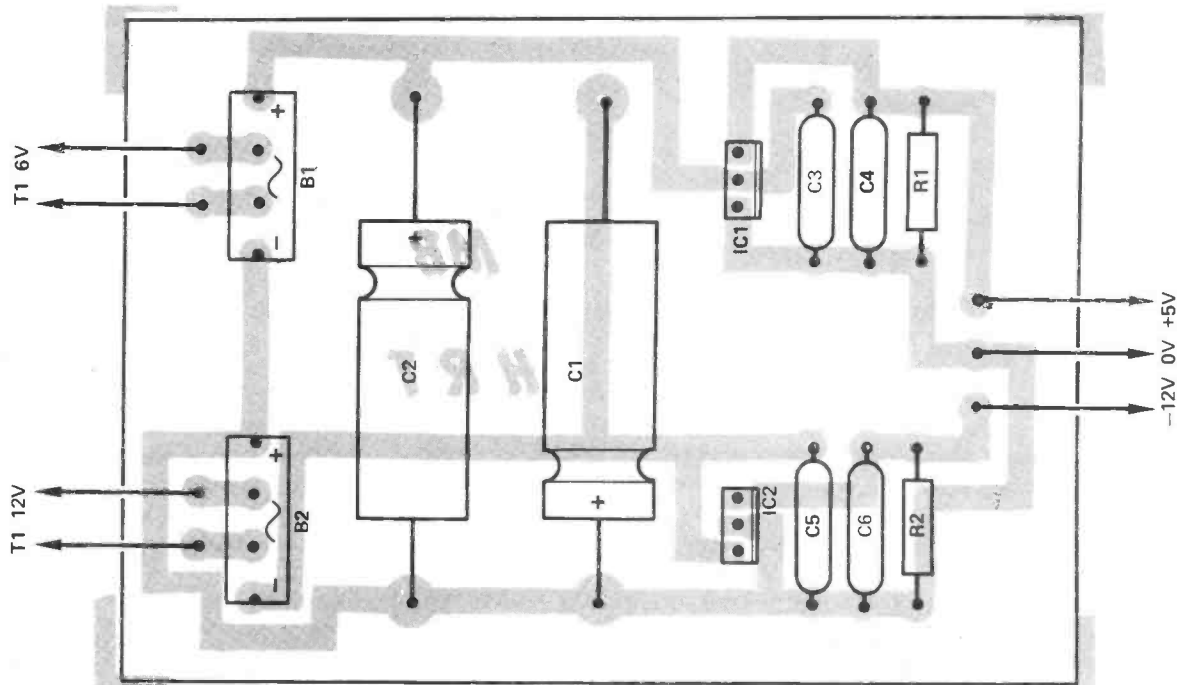 T1 6V
+
~
-
B1
T1 12V
+
~
-
B2
+
C2
C1
+
IC1
C3
C4
R1
IC2
C5
C6
R2
+5V
0V
-12V